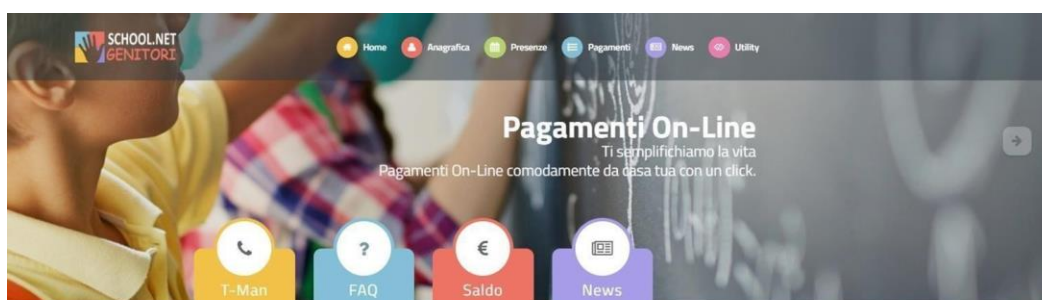 SCHOOL.NET
GENITORI
Home Anagrafica Presenze Pagamenti News Utility
Pagamenti On-Line
Ti semplifichiamo la vita
Pagamenti On-Line comodamente da casa tua con un click.
?
€
T-Man FAQ Saldo News